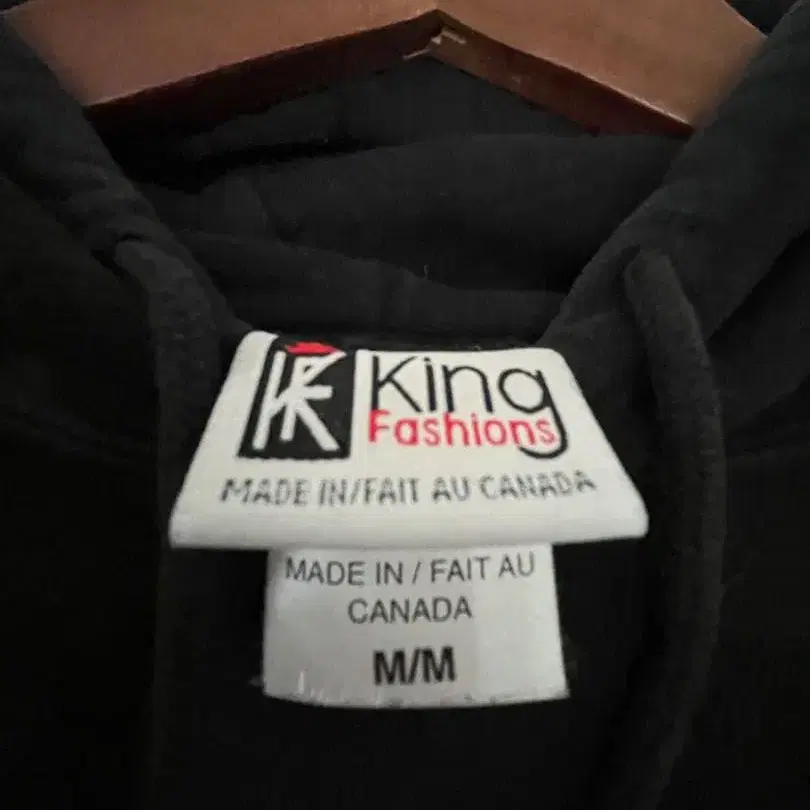 King
Fashions
MADE IN/FAIT AU CANADA
MADE IN / FAIT AU
CANADA
M/M